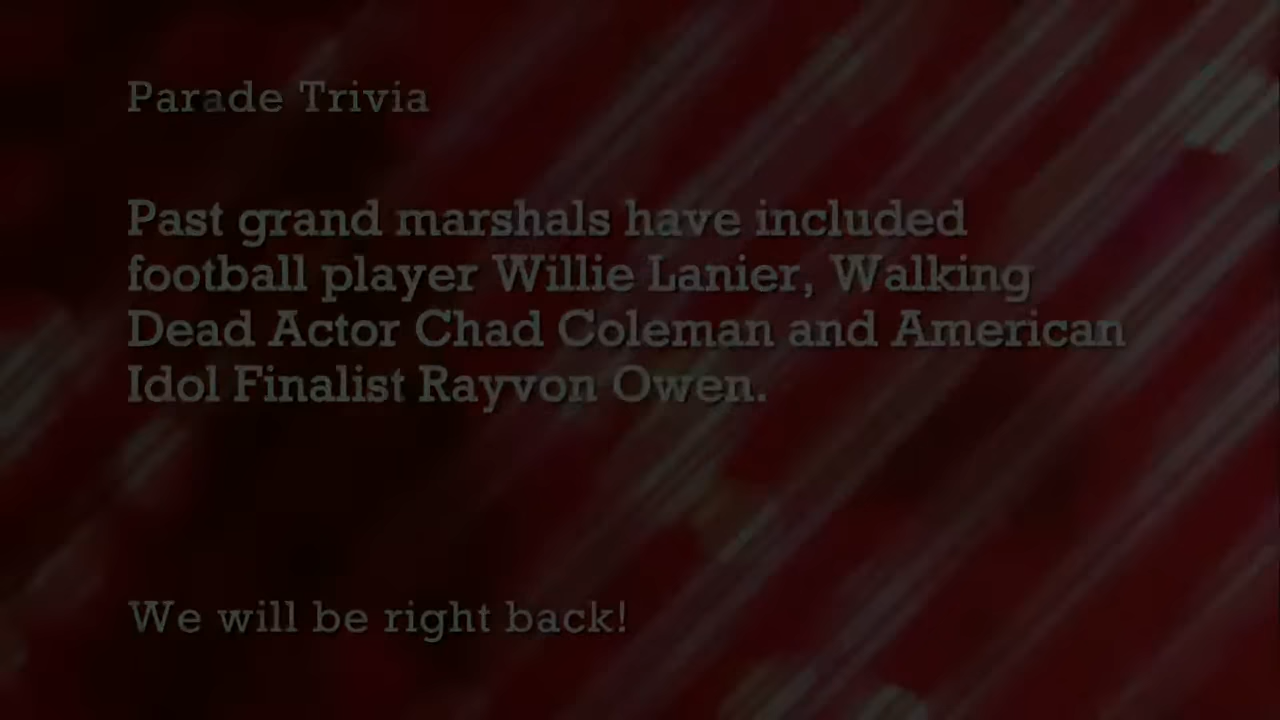 Parade Trivia
Past grand marshals have included
football player Willie Lanier, Walking
Dead Actor Chad Coleman and American
Idol Finalist Rayvon Owen.
We will be right back!